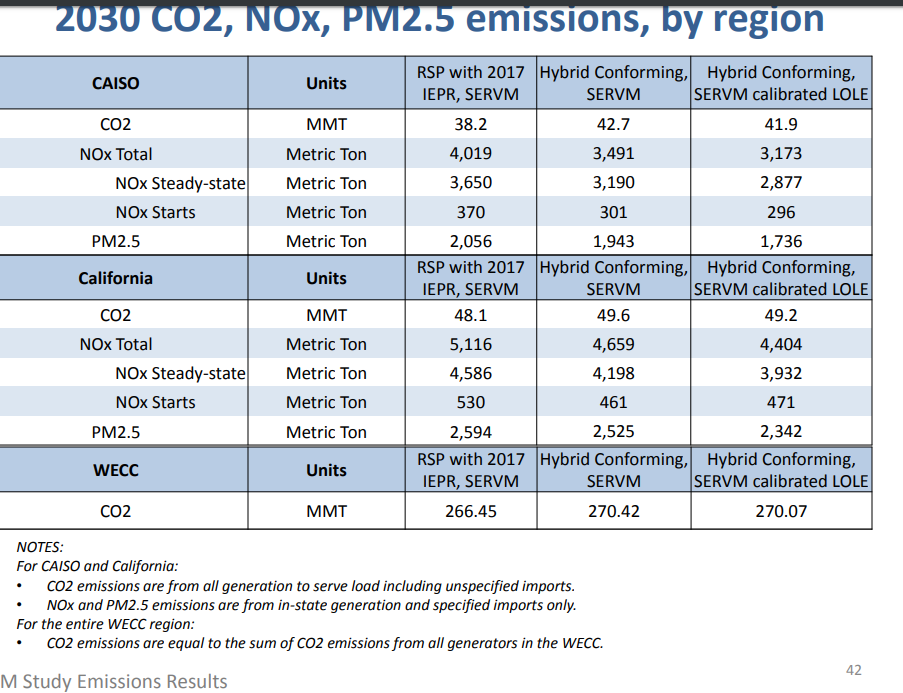 2030 CO2, NOx, PM2.5 emissions, by region
CAISO Units RSP with 2017 IEPR, SERVM Hybrid Conforming, SERVM Hybrid Conforming, SERVM calibrated LOLE
CO2 MMT 38.2 42.7 41.9
NOx Total Metric Ton 4,019 3,491 3,173
NOx Steady-state Metric Ton 3,650 3,190 2,877
NOx Starts Metric Ton 370 301 296
PM2.5 Metric Ton 2,056 1,943 1,736
California Units RSP with 2017 IEPR, SERVM Hybrid Conforming, SERVM Hybrid Conforming, SERVM calibrated LOLE
CO2 MMT 48.1 49.6 49.2
NOx Total Metric Ton 5,116 4,659 4,404
NOx Steady-state Metric Ton 4,586 4,198 3,932
NOx Starts Metric Ton 530 461 471
PM2.5 Metric Ton 2,594 2,525 2,342
WECC Units RSP with 2017 IEPR, SERVM Hybrid Conforming, SERVM Hybrid Conforming, SERVM calibrated LOLE
CO2 MMT 266.45 270.42 270.07
NOTES:
For CAISO and California:
• CO2 emissions are from all generation to serve load including unspecified imports.
• NOx and PM2.5 emissions are from in-state generation and specified imports only.
For the entire WECC region:
• CO2 emissions are equal to the sum of CO2 emissions from all generators in the WECC.
M Study Emissions Results
42